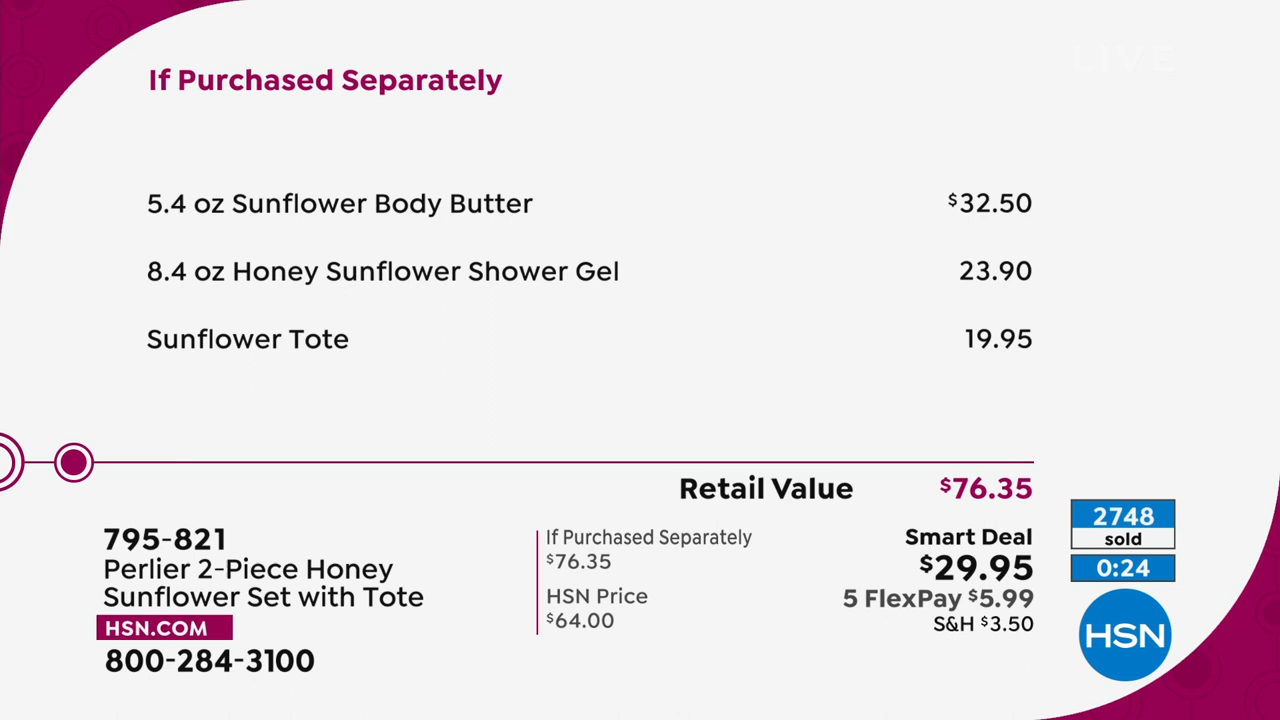 LIVE
If Purchased Separately
5.4 oz Sunflower Body Butter $32.50
8.4 oz Honey Sunflower Shower Gel 23.90
Sunflower Tote 19.95
Retail Value $76.35
795-821
Perlier 2-Piece Honey
Sunflower Set with Tote
HSN.COM
800-284-3100
If Purchased Separately
$76.35
HSN Price
$64.00
Smart Deal
$29.95
5 FlexPay $5.99
S&H $3.50
2748
sold
0:24
HSN